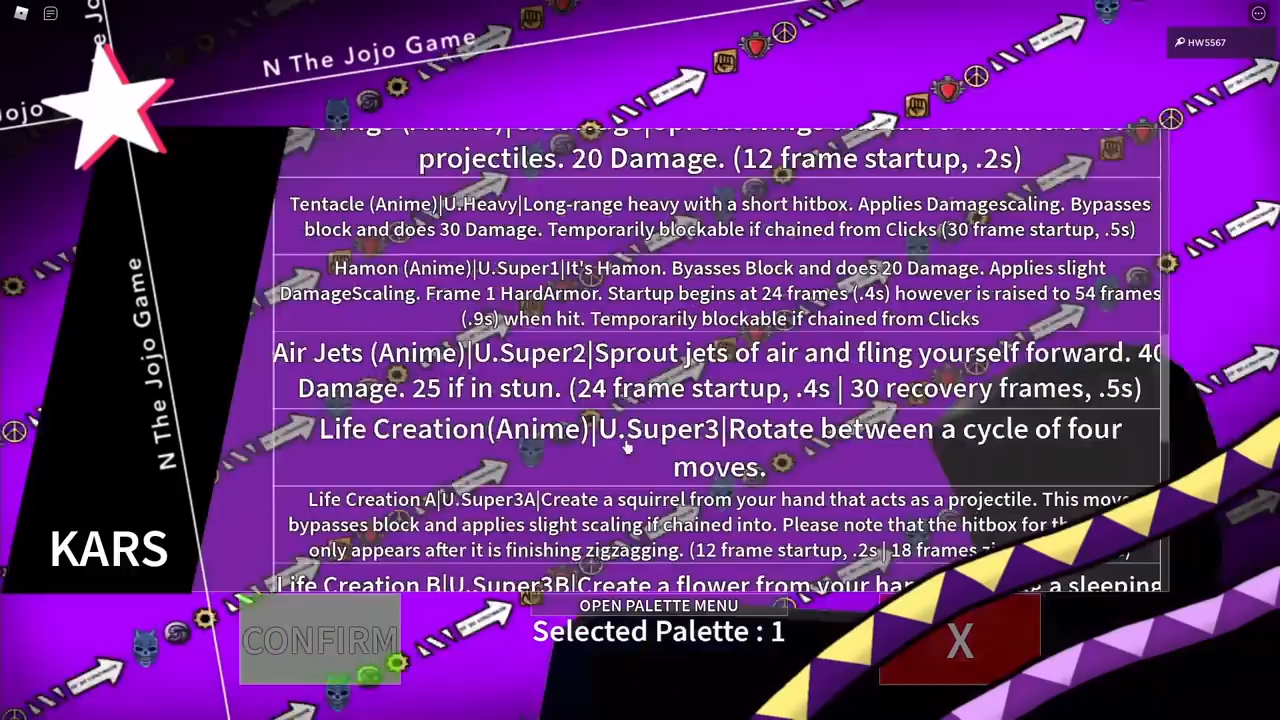 N The Jojo Game
HW5567
Jojo
projectiles. 20 Damage. (12 frame startup, .2s)
Tentacle (Anime)|U.Heavy|Long-range heavy with a short hitbox. Applies Damagescaling. Bypasses
block and does 30 Damage. Temporarily blockable if chained from Clicks (30 frame startup, .5s)
Hamon (Anime)|U.Super1|It's Hamon. Byasses Block and does 20 Damage. Applies slight
DamageScaling. Frame 1 HardArmor. Startup begins at 24 frames (.4s) however is raised to 54 frames
(.9s) when hit. Temporarily blockable if chained from Clicks
Air Jets (Anime)|U.Super2|Sprout jets of air and fling yourself forward. 40
Damage. 25 if in stun. (24 frame startup, .4s | 30 recovery frames, .5s)
Life Creation(Anime)|U.Super3|Rotate between a cycle of four
moves.
Life Creation A|U.Super3A|Create a squirrel from your hand that acts as a projectile. This move
bypasses block and applies slight scaling if chained into. Please note that the hitbox for
only appears after it is finishing zigzagging. (12 frame startup, .2s | 18 frames
Life Creation B|U.Super3B|Create a flower from your a sleeping
N The Jojo Game
KARS
OPEN PALETTE MENU
CONFIRM
Selected Palette : 1
X